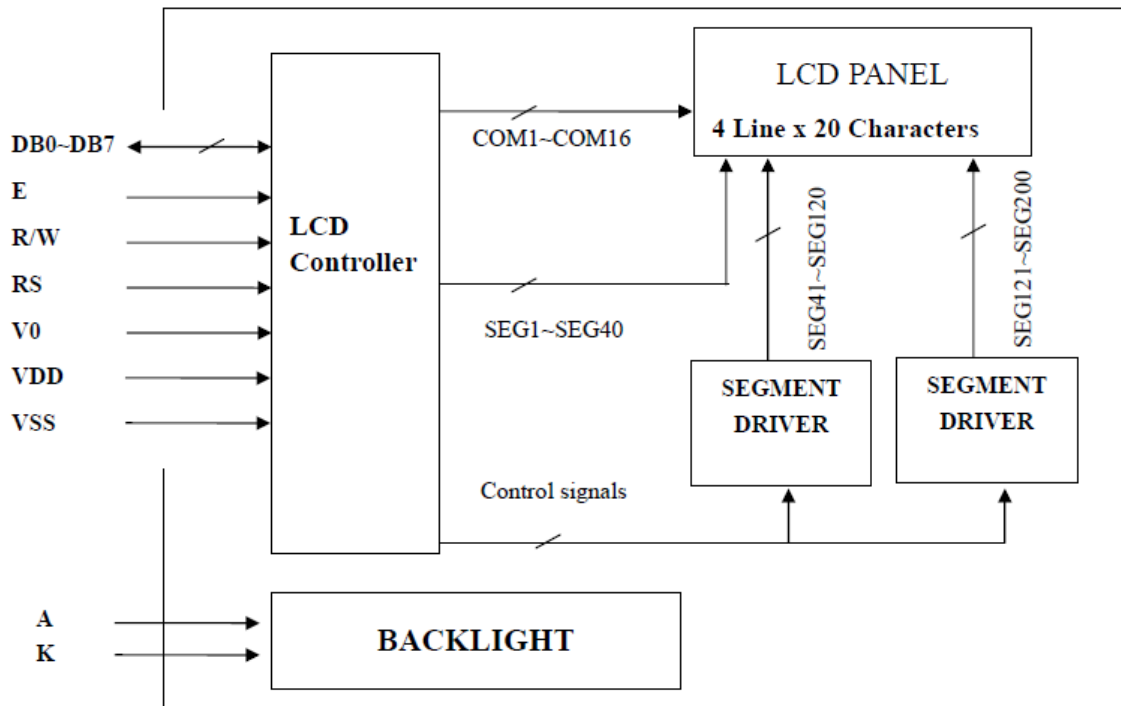 LCD PANEL
4 Line x 20 Characters
COM1~COM16
DB0~DB7
E
R/W
RS
V0
VDD
VSS
LCD
Controller
SEG1~SEG40
SEG41~SEG120
SEG121~SEG200
SEGMENT
DRIVER
SEGMENT
DRIVER
Control signals
A
K
BACKLIGHT